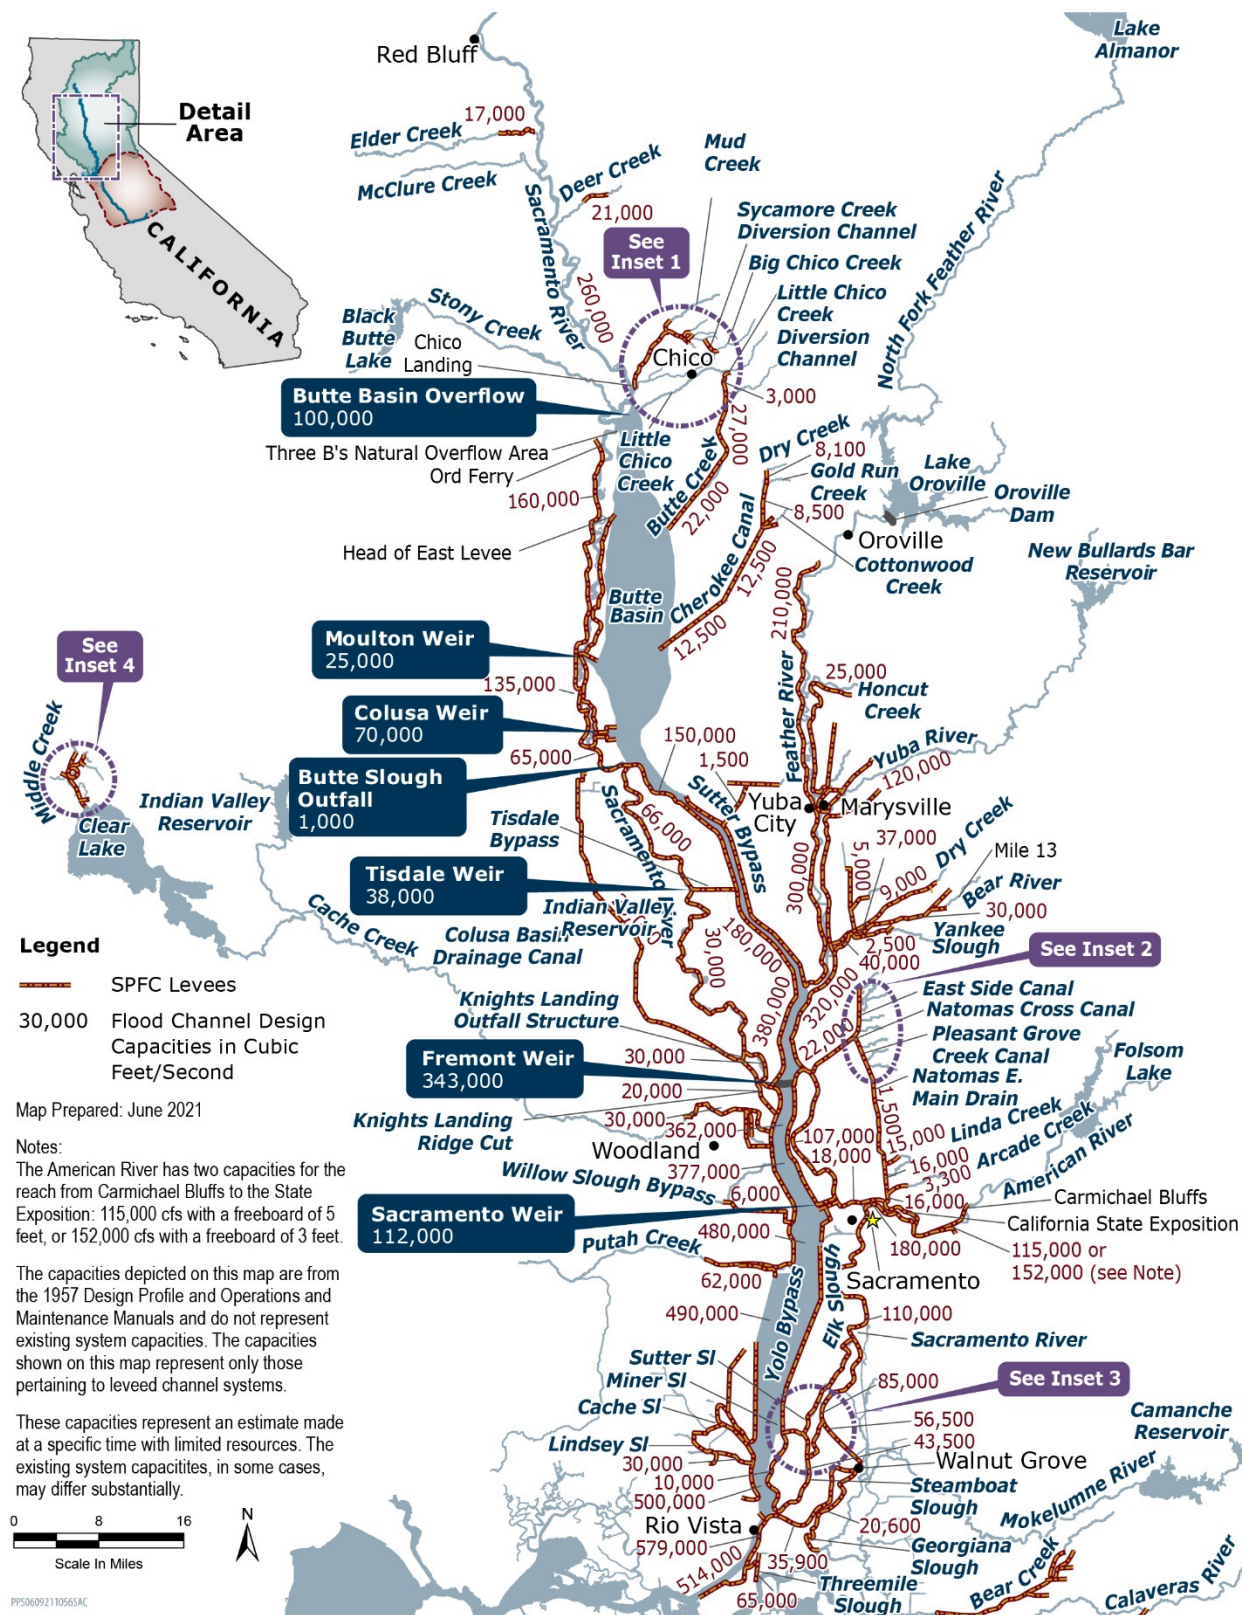 Lake
Almanor
Red Bluff
Detail
Area
CALIFORNIA
17,000
Elder Creek
McClure Creek
Mud
Creek
Deer Creek
21,000
Sacramento River
Sycamore Creek
Diversion Channel
See
Inset 1
Big Chico Creek
Little Chico
Creek
Diversion
Channel
North Fork Feather River
260,000
Stony Creek
Black
Butte
Lake
Chico
Landing
Chico
3,000
Butte Basin Overflow
100,000
27,000
Three B's Natural Overflow Area
Ord Ferry
Little
Chico
Creek
Butte Creek
22,000
Dry Creek
8,100
Gold Run
Creek
8,500
Lake
Oroville
Oroville
Dam
160,000
Head of East Levee
Oroville
Cottonwood
Creek
New Bullards Bar
Reservoir
Cherokee Canal
12,500
12,500
Butte
Basin
210,000
See
Inset 4
Moulton Weir
25,000
135,000
25,000
Honcut
Creek
Feather River
Colusa Weir
70,000
150,000
Yuba River
65,000
1,500
120,000
Middle Creek
Butte Slough
Outfall
1,000
Sutter Bypass
Yuba
City
Marysville
Indian Valley
Reservoir
Clear
Lake
Sacramento River
66,000
Tisdale
Bypass
37,000
Dry Creek
Mile 13
5,000
9,000
Tisdale Weir
38,000
300,000
Bear River
30,000
Cache Creek
Indian Valley
Reservoir
Colusa Basin
Drainage Canal
30,000
180,000
Yankee
Slough
2,500
40,000
See Inset 2
Legend
SPFC Levees
30,000 Flood Channel Design
Capacities in Cubic
Feet/Second
Knights Landing
Outfall Structure
380,000
320,000
22,000
East Side Canal
Natomas Cross Canal
Pleasant Grove
Creek Canal
Folsom
Lake
Fremont Weir
343,000
30,000
20,000
Natomas E.
Main Drain
Map Prepared: June 2021
Knights Landing
Ridge Cut
30,000
362,000
1,500
Linda Creek
15,000
Arcade Creek
Notes:
The American River has two capacities for the
reach from Carmichael Bluffs to the State
Exposition: 115,000 cfs with a freeboard of 5
feet, or 152,000 cfs with a freeboard of 3 feet.
Woodland
107,000
18,000
377,000
16,000
3,300
American River
Willow Slough Bypass
6,000
16,000
Carmichael Bluffs
California State Exposition
Sacramento Weir
112,000
480,000
180,000
115,000 or
152,000 (see Note)
Putah Creek
62,000
Elk Slough
Sacramento
The capacities depicted on this map are from
the 1957 Design Profile and Operations and
Maintenance Manuals and do not represent
existing system capacities. The capacities
shown on this map represent only those
pertaining to leveed channel systems.
490,000
Yolo Bypass
110,000
Sacramento River
Sutter Sl
Miner Sl
Cache Sl
Lindsey Sl
85,000
See Inset 3
56,500
43,500
Camanche
Reservoir
These capacities represent an estimate made
at a specific time with limited resources. The
existing system capacitites, in some cases,
may differ substantially.
30,000
10,000
500,000
Walnut Grove
Steamboat
Slough
Mokelumne River
0 8 16
Scale In Miles
N
Rio Vista
579,000
20,600
Georgiana
Slough
514,000
35,900
65,000
Threemile
Slough
Bear Creek
Calaveras River
PPS0609211056SAC